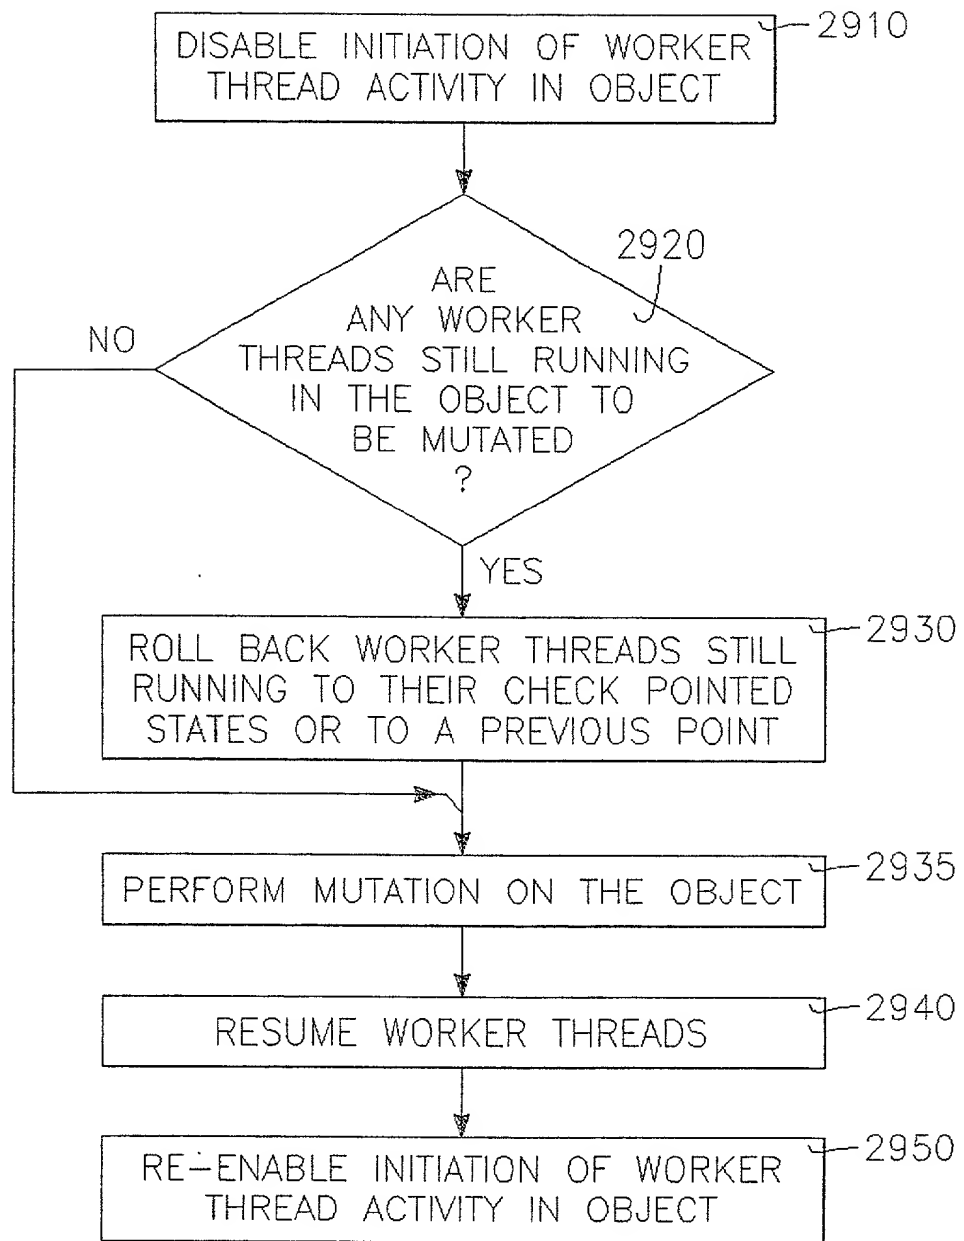 2910
DISABLE INITIATION OF WORKER
THREAD ACTIVITY IN OBJECT
2920
ARE
ANY WORKER
THREADS STILL RUNNING
IN THE OBJECT TO
BE MUTATED
?
NO
YES
2930
ROLL BACK WORKER THREADS STILL
RUNNING TO THEIR CHECK POINTED
STATES OR TO A PREVIOUS POINT
2935
PERFORM MUTATION ON THE OBJECT
2940
RESUME WORKER THREADS
2950
RE-ENABLE INITIATION OF WORKER
THREAD ACTIVITY IN OBJECT